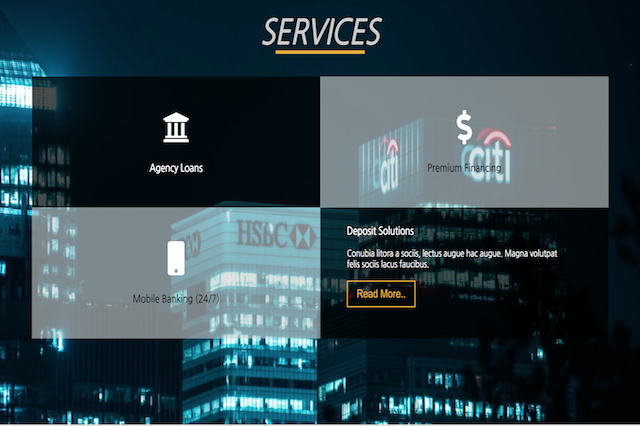 SERVICES
Agency Loans
citi
citi
Premium Financing
HSBC
Mobile Banking (24/7)
Deposit Solutions
Conubia litora a sociis, lectus augue hac augue. Magna volutpat
felis sociis lacus faucibus.
Read More..